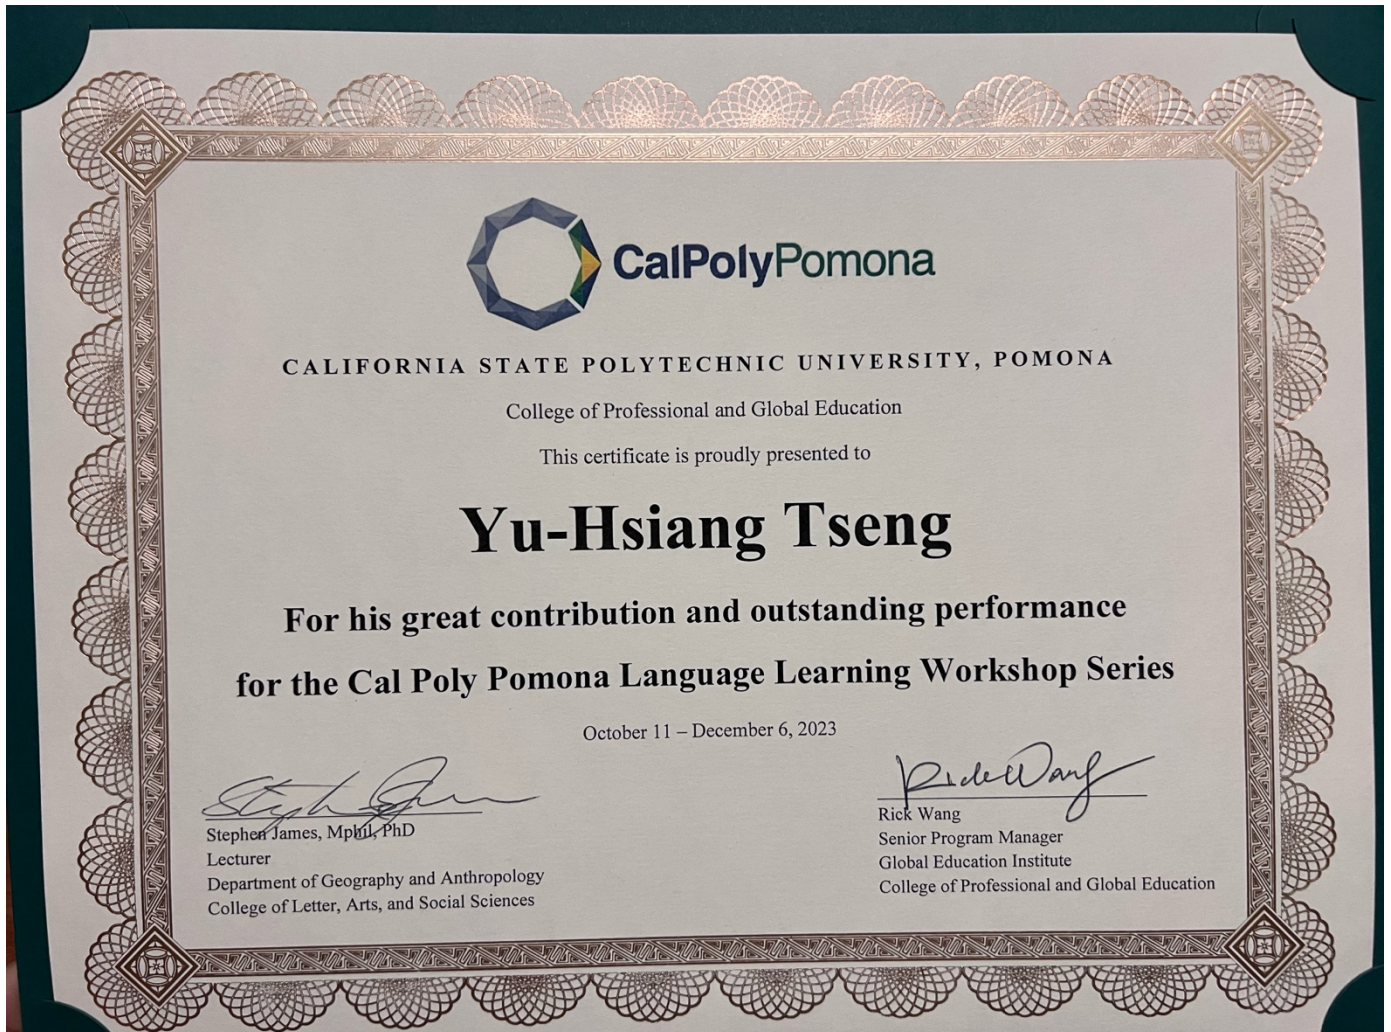 CalPolyPomona
CALIFORNIA STATE POLYTECHNIC UNIVERSITY, POMONA
College of Professional and Global Education
This certificate is proudly presented to
Yu-Hsiang Tseng
For his great contribution and outstanding performance
for the Cal Poly Pomona Language Learning Workshop Series
October 11 – December 6, 2023
Stephen James, Mphil, PhD
Lecturer
Department of Geography and Anthropology
College of Letter, Arts, and Social Sciences
Rick Wang
Rick Wang
Senior Program Manager
Global Education Institute
College of Professional and Global Education